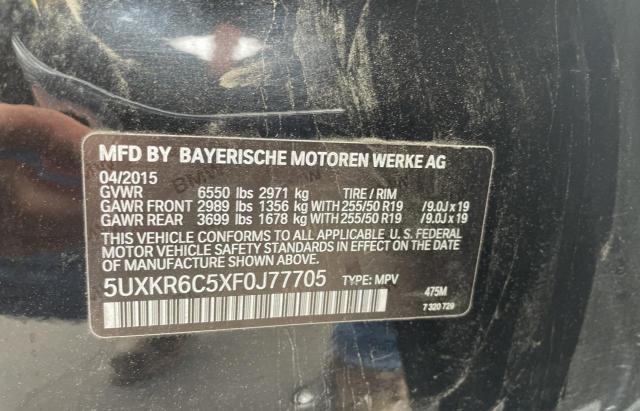 MFD BY BAYERISCHE MOTOREN WERKE AG
04/2015
GVWR 6550 lbs 2971 kg TIRE / RIM
GAWR FRONT 2989 lbs 1356 kg WITH 255/50 R19 /9.0J x 19
GAWR REAR 3699 lbs 1678 kg WITH 255/50 R19 /9.0J x 19
THIS VEHICLE CONFORMS TO ALL APPLICABLE U. S. FEDERAL
MOTOR VEHICLE SAFETY STANDARDS IN EFFECT ON THE DATE
OF MANUFACTURE SHOWN ABOVE.
5UXKR6C5XF0J77705 TYPE: MPV
475M
7 320 729